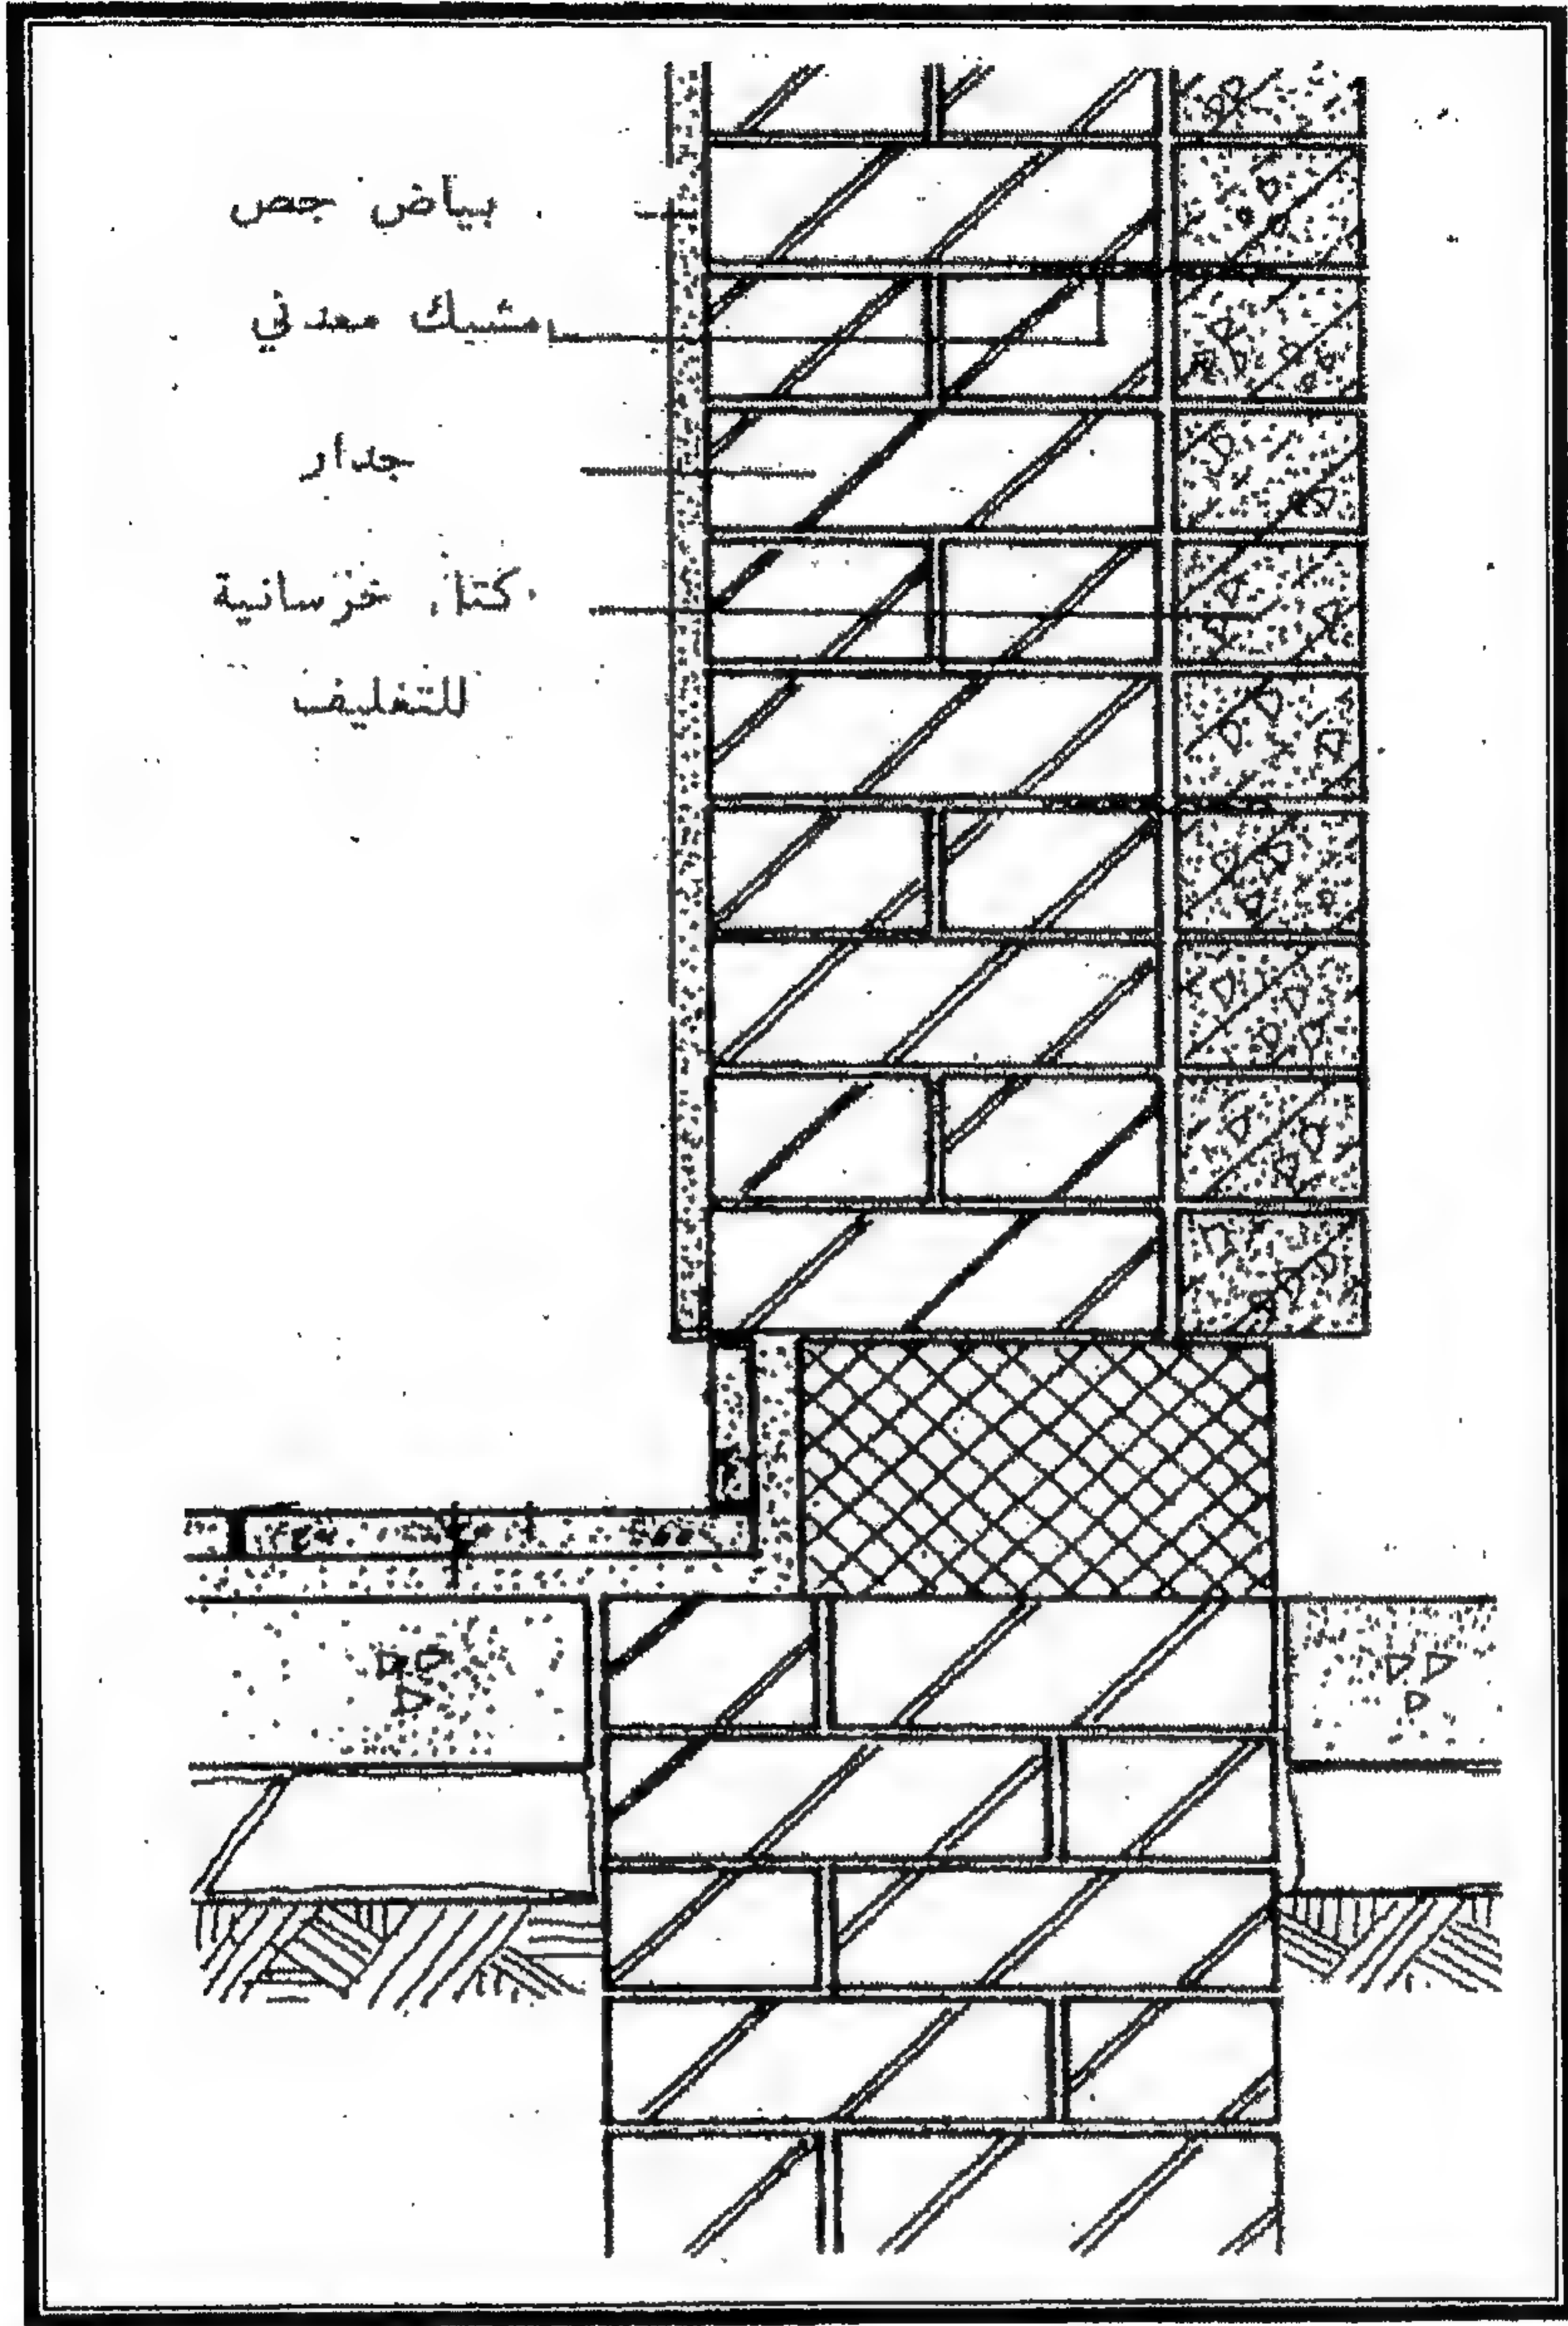 بياض جص
مشبك معدني
جدار
كتل خرسانية
للتغليف